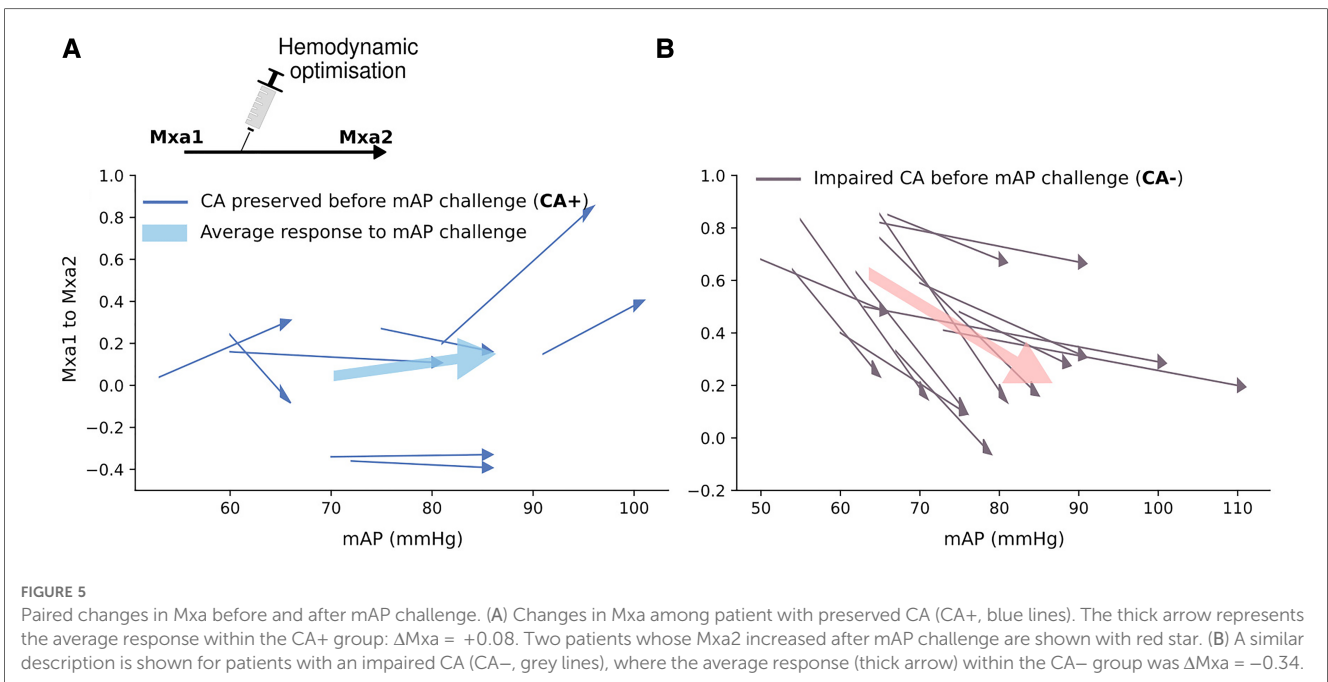 A
B
Hemodynamic
optimisation
Mxa1
Mxa2
1.0
0.8
0.6
0.4
0.2
0.0
−0.2
−0.4
Mxa1 to Mxa2
CA preserved before mAP challenge (CA+)
Average response to mAP challenge
60
70
80
90
100
mAP (mmHg)
1.0
0.8
0.6
0.4
0.2
0.0
−0.2
Impaired CA before mAP challenge (CA-)
50
60
70
80
90
100
110
mAP (mmHg)
FIGURE 5
Paired changes in Mxa before and after mAP challenge. (A) Changes in Mxa among patient with preserved CA (CA+, blue lines). The thick arrow represents
the average response within the CA+ group: ΔMxa = +0.08. Two patients whose Mxa2 increased after mAP challenge are shown with red star. (B) A similar
description is shown for patients with an impaired CA (CA−, grey lines), where the average response (thick arrow) within the CA− group was ΔMxa = −0.34.